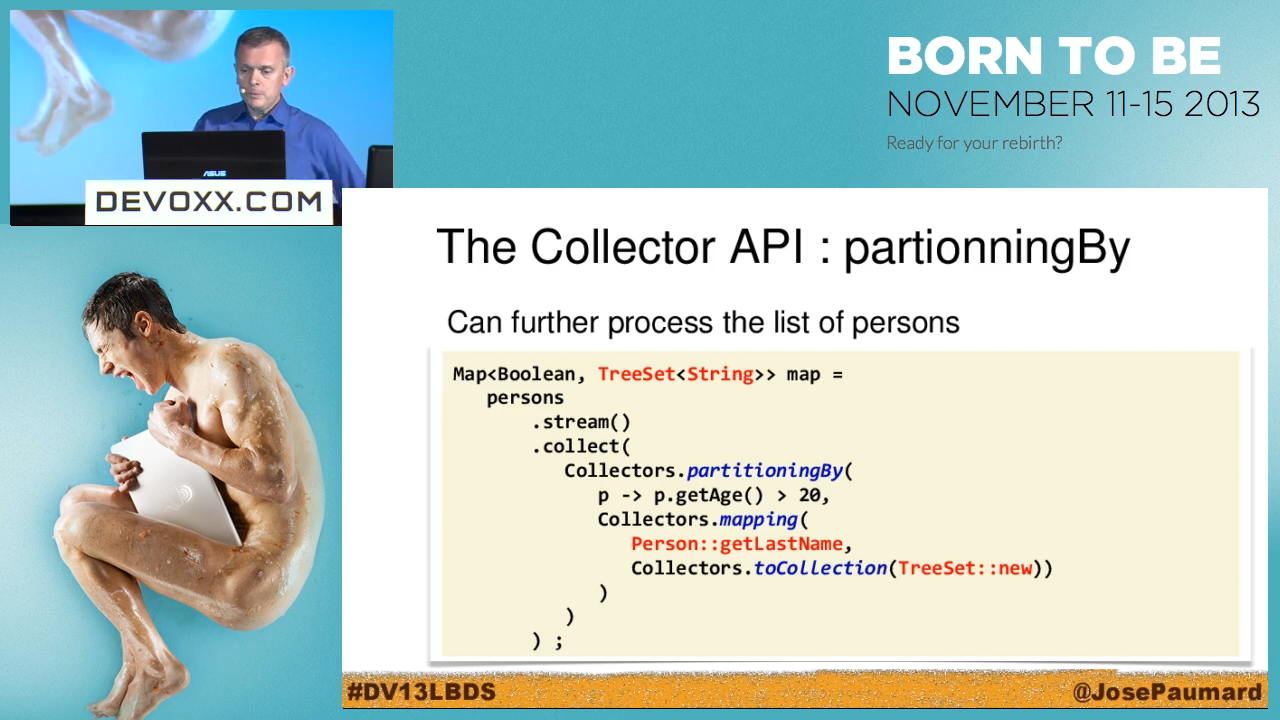 BORN TO BE
NOVEMBER 11-15 2013
Ready for your rebirth?
ASUS
DEVOXX.COM
The Collector API : partionningBy
Can further process the list of persons
Map<Boolean, TreeSet<String>> map =
persons
.stream()
.collect(
Collectors.partitioningBy(
p -> p.getAge() > 20,
Collectors.mapping(
Person::getLastName,
Collectors.toCollection(TreeSet::new))
)
)
) ;
#DV13LBDS
@JosePaumard